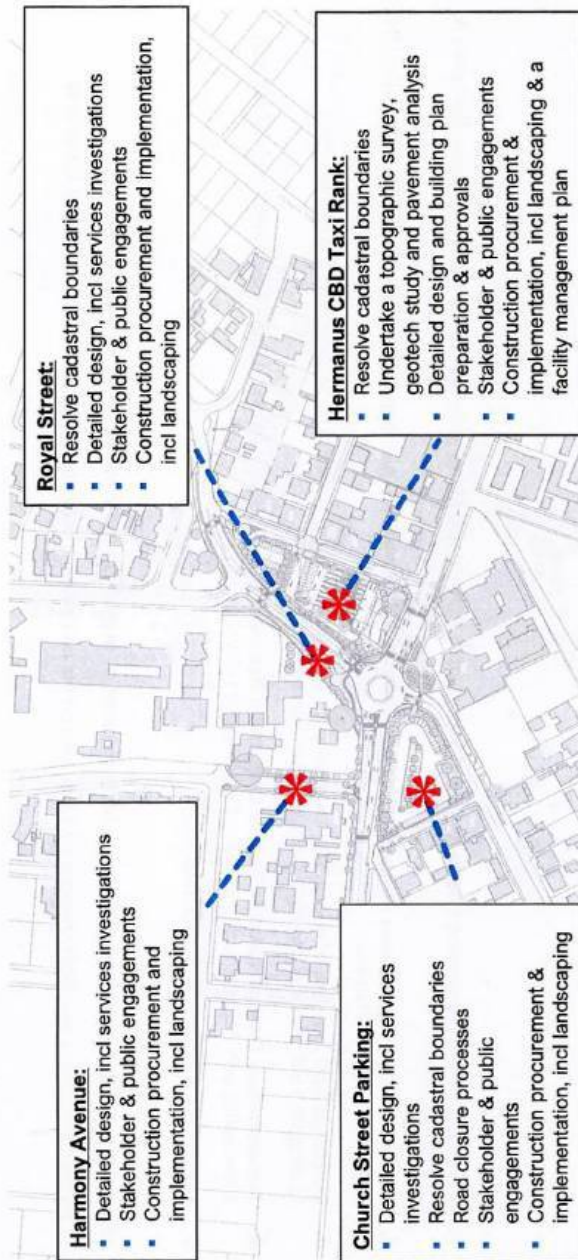 Harmony Avenue:
▪ Detailed design, incl services investigations
▪ Stakeholder & public engagements
▪ Construction procurement and
implementation, incl landscaping
Royal Street:
▪ Resolve cadastral boundaries
▪ Detailed design, incl services investigations
▪ Stakeholder & public engagements
▪ Construction procurement and implementation,
incl landscaping
Church Street Parking:
▪ Detailed design, incl services
investigations
▪ Resolve cadastral boundaries
▪ Road closure processes
▪ Stakeholder & public
engagements
▪ Construction procurement &
implementation, incl landscaping
Hermanus CBD Taxi Rank:
▪ Resolve cadastral boundaries
▪ Undertake a topographic survey,
geotech study and pavement analysis
▪ Detailed design and building plan
preparation & approvals
▪ Stakeholder & public engagements
▪ Construction procurement &
implementation, incl landscaping & a
facility management plan